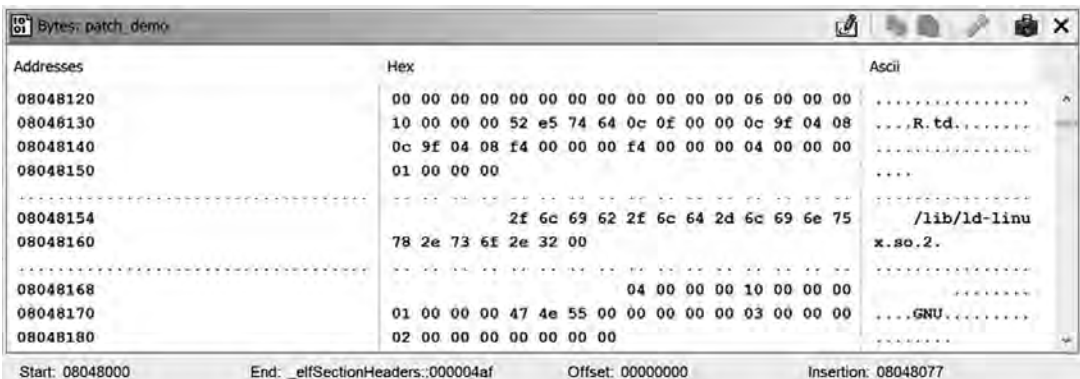 Bytes: patch_demo
Addresses Hex Ascii
08048120 00 00 00 00 00 00 00 00 00 00 00 00 06 00 00 00 ................
08048130 10 00 00 00 52 e5 74 64 0c 0f 00 00 0c 9f 04 08 ....R.td........
08048140 0c 9f 04 08 f4 00 00 00 f4 00 00 00 04 00 00 00 ................
08048150 01 00 00 00 ....
08048154 2f 6c 69 62 2f 6c 64 2d 6c 69 6e 75 /lib/ld-linu
08048160 78 2e 73 6f 2e 32 00 x.so.2.
08048168 04 00 00 00 10 00 00 00 ........
08048170 01 00 00 00 47 4e 55 00 00 00 00 00 03 00 00 00 ....GNU.........
08048180 02 00 00 00 00 00 00 00 ........
Start: 08048000 End: _elfSectionHeaders::000004af Offset: 00000000 Insertion: 08048077